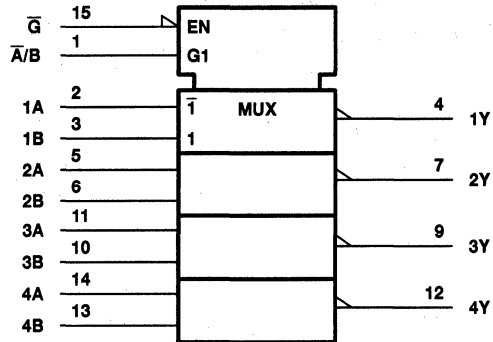 G̅ 15 EN
A̅/B 1 G1
1A 2 1̅ MUX 4 1Y
1B 3 1
2A 5 7 2Y
2B 6
3A 11 9 3Y
3B 10
4A 14 12 4Y
4B 13